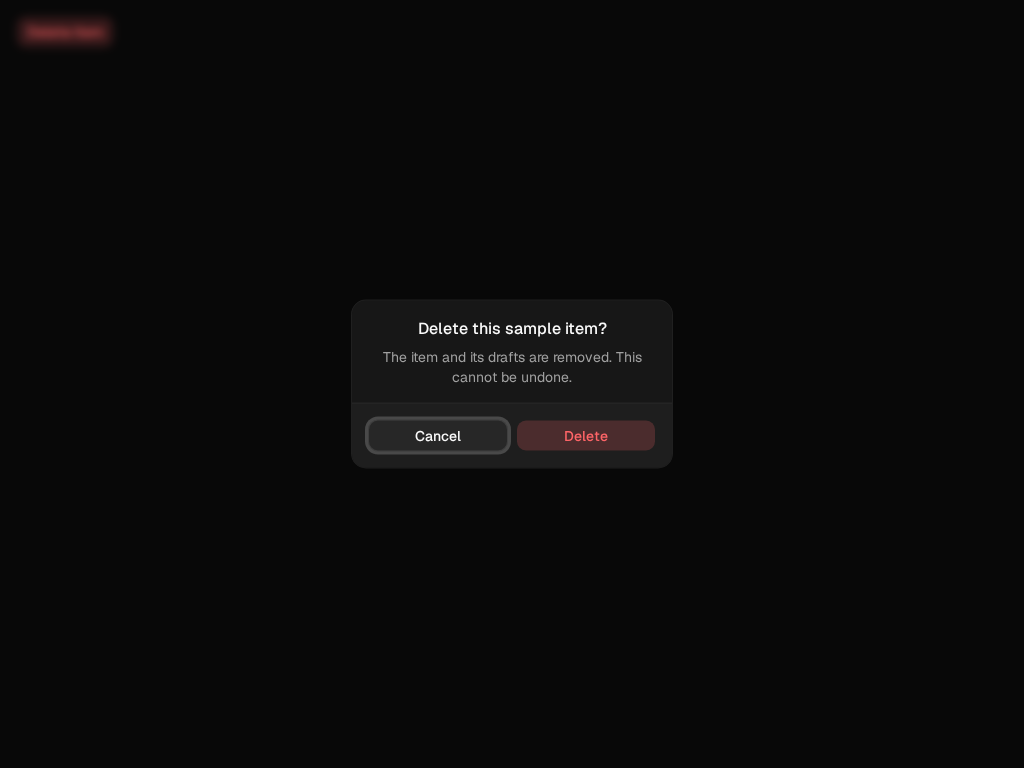 Delete this sample item?
The item and its drafts are removed. This
cannot be undone.
Cancel
Delete